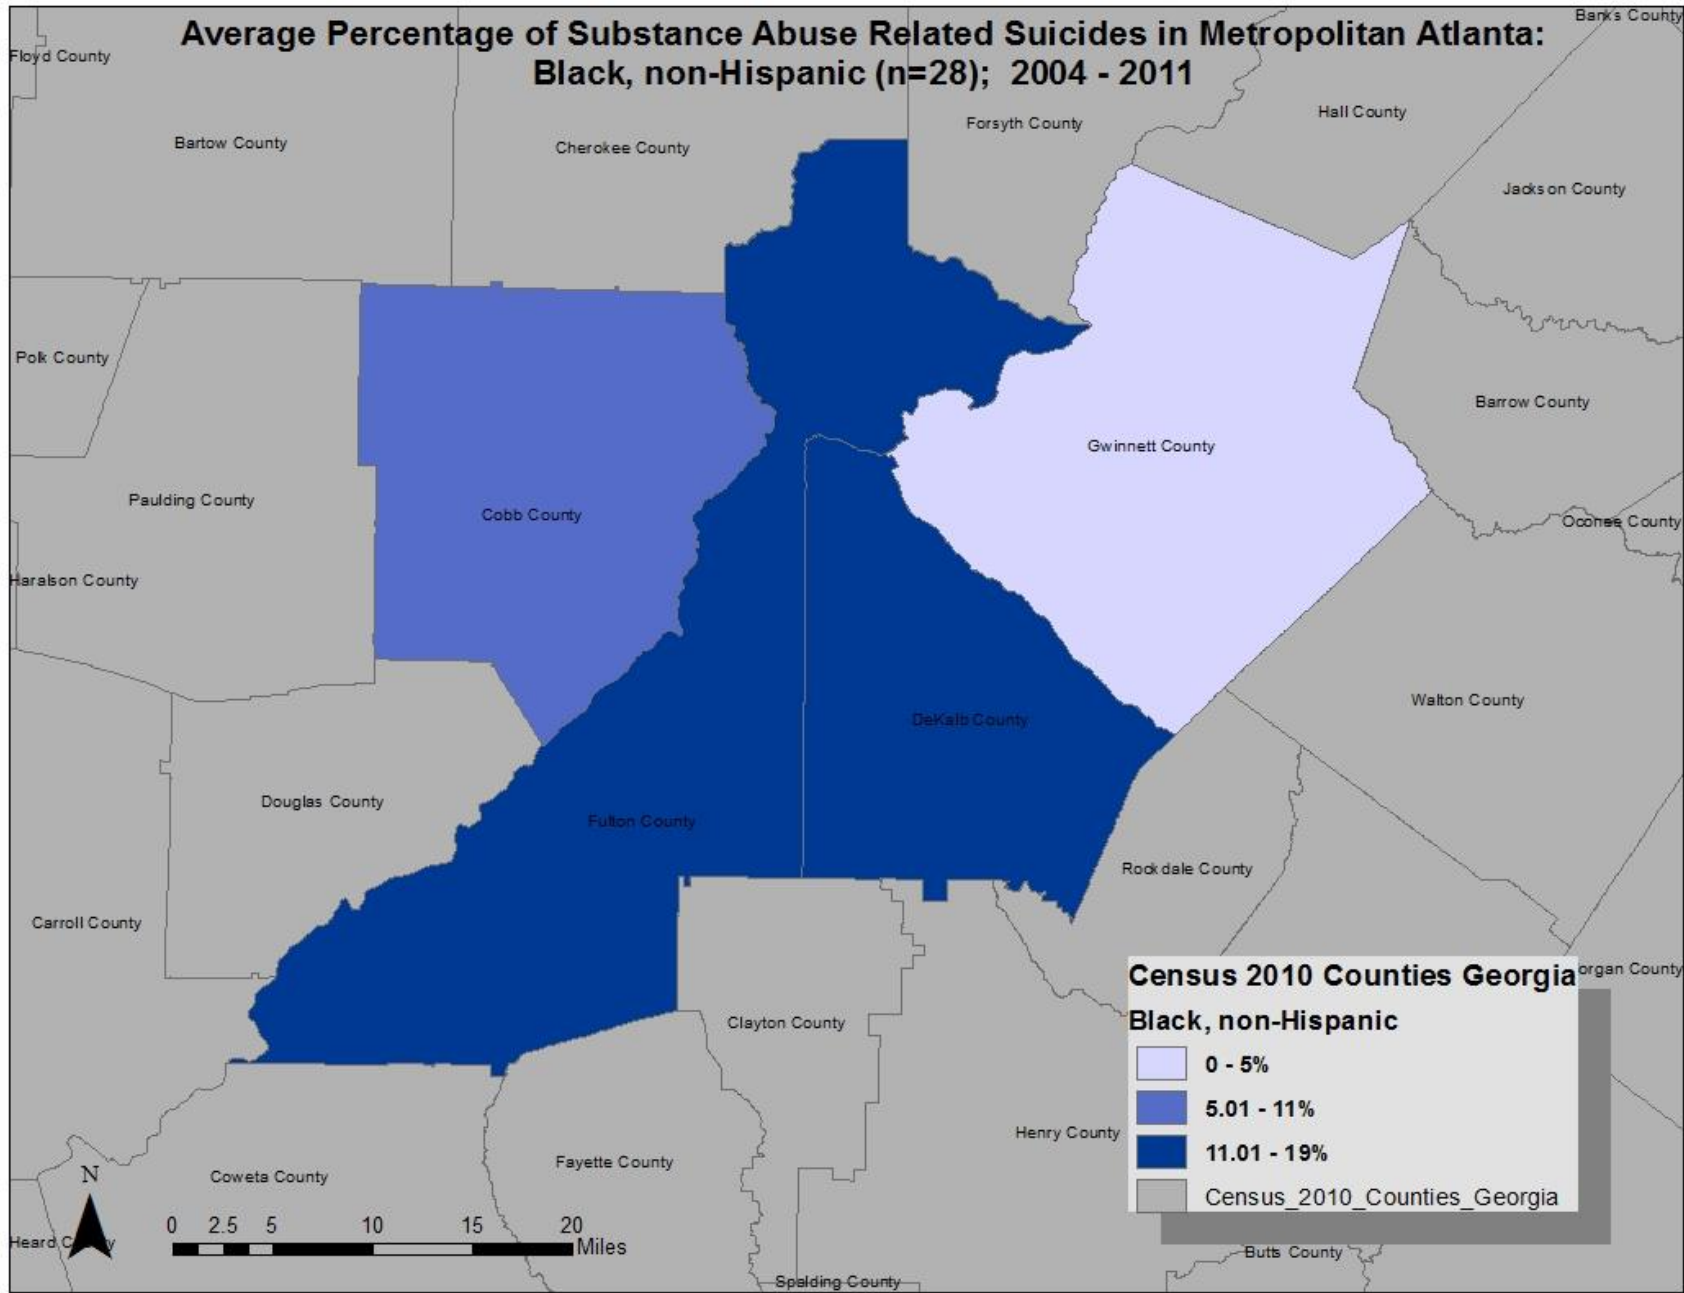 Average Percentage of Substance Abuse Related Suicides in Metropolitan Atlanta:
Black, non-Hispanic (n=28); 2004 - 2011
Banks County
Floyd County
Hall County
Forsyth County
Bartow County
Cherokee County
Jackson County
Polk County
Barrow County
Gwinnett County
Paulding County
Cobb County
Oconee County
Haralson County
Walton County
DeKalb County
Douglas County
Fulton County
Rockdale County
Carroll County
organ County
Clayton County
Henry County
Fayette County
Coweta County
Heard County
Butts County
Spalding County
Census 2010 Counties Georgia
Black, non-Hispanic
0 - 5%
5.01 - 11%
11.01 - 19%
Census_2010_Counties_Georgia
N
0 2.5 5 10 15 20
Miles